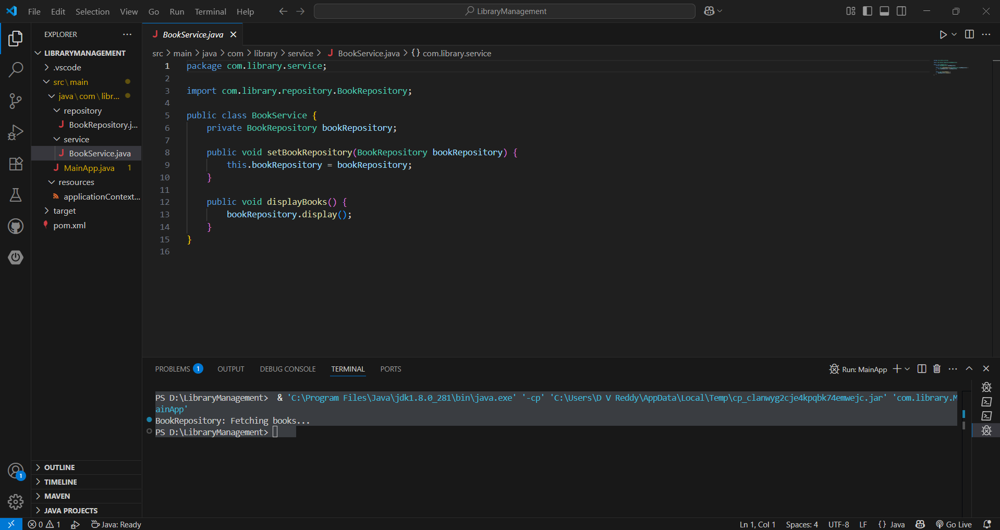 File Edit Selection View Go Run Terminal Help
LibraryManagement
EXPLORER
LIBRARYMANAGEMENT
.vscode
src\main
java\com\libr...
repository
BookRepository.j...
service
BookService.java
MainApp.java 1
resources
applicationContext...
target
pom.xml
OUTLINE
TIMELINE
MAVEN
JAVA PROJECTS
1
BookService.java
src > main > java > com > library > service > BookService.java > {} com.library.service
1 package com.library.service;
2
3 import com.library.repository.BookRepository;
4
5 public class BookService {
6 private BookRepository bookRepository;
7
8 public void setBookRepository(BookRepository bookRepository) {
9 this.bookRepository = bookRepository;
10 }
11
12 public void displayBooks() {
13 bookRepository.display();
14 }
15 }
16
PROBLEMS 1 OUTPUT DEBUG CONSOLE TERMINAL PORTS
Run: MainApp
PS D:\LibraryManagement>  & 'C:\Program Files\Java\jdk1.8.0_281\bin\java.exe' '-cp' 'C:\Users\D V Reddy\AppData\Local\Temp\cp_clanwyg2cje4kpqbk74emwejc.jar' 'com.library.M
ainApp'
BookRepository: Fetching books...
PS D:\LibraryManagement>
0 1 Java: Ready
Ln 1, Col 1 Spaces: 4 UTF-8 LF {} Java Go Live